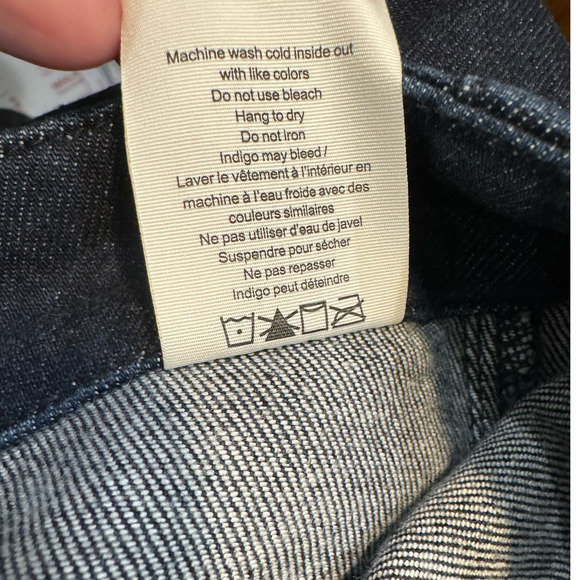 Machine wash cold inside out
with like colors
Do not use bleach
Hang to dry
Do not iron
Indigo may bleed /
Laver le vêtement à l'intérieur en
machine à l'eau froide avec des
couleurs similaires
Ne pas utiliser d'eau de javel
Suspendre pour sécher
Ne pas repasser
Indigo peut déteindre